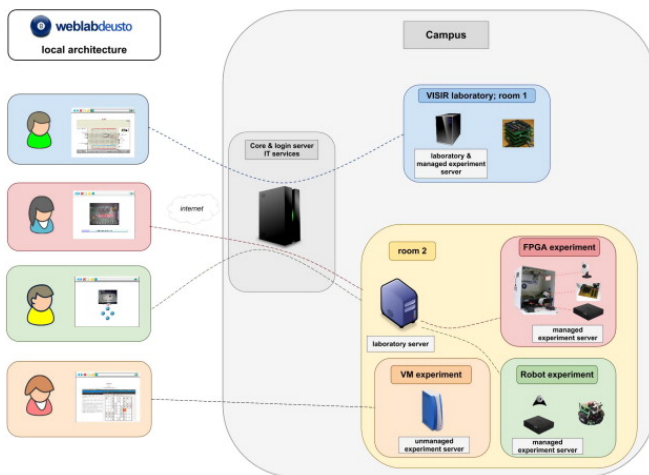 weblabdeusto
local architecture
Campus
VISIR laboratory; room 1
laboratory &
managed experiment
server
Core & login server
IT services
internet
room 2
FPGA experiment
managed
experiment server
laboratory server
VM experiment
unmanaged
experiment server
Robot experiment
managed
experiment server